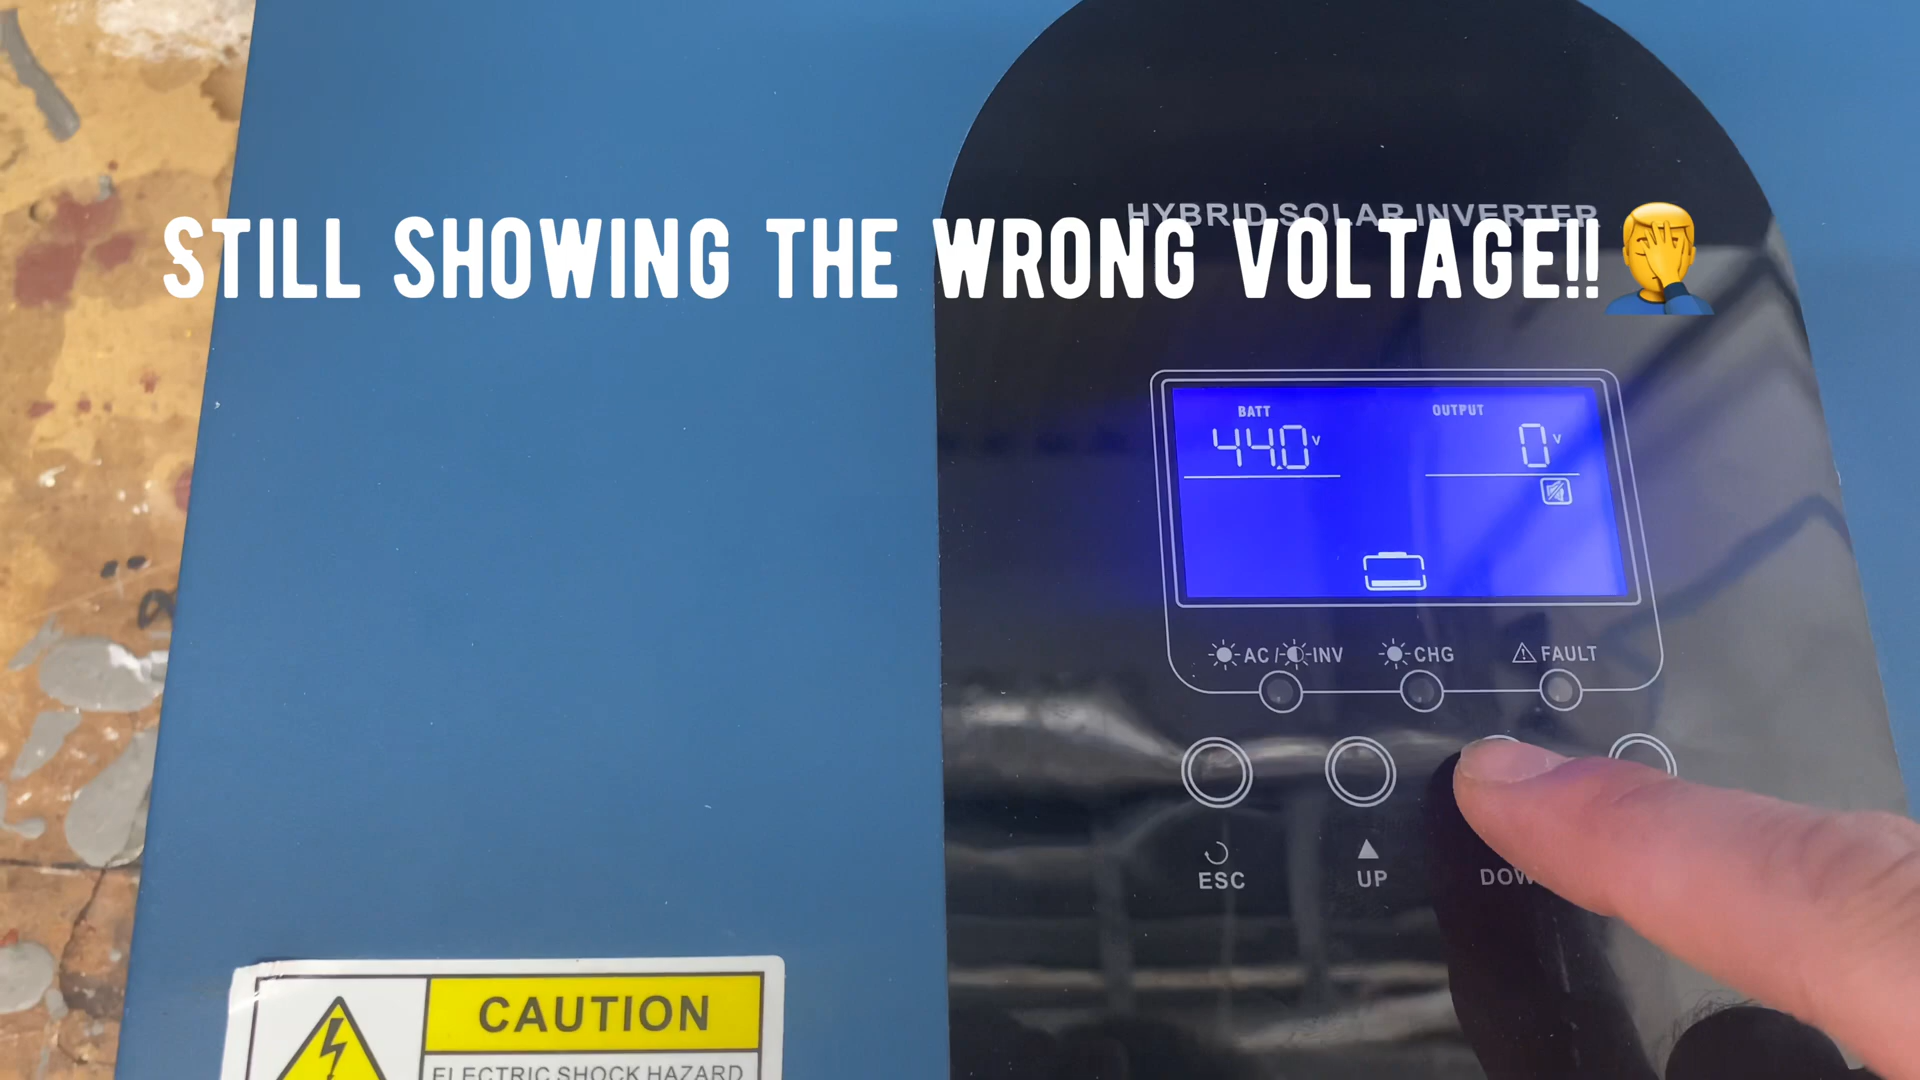 HYBRID SOLAR INVERTER
STILL SHOWING THE WRONG VOLTAGE!!🤦‍♂️
BATT OUTPUT
44.0V 0V
AC/ INV CHG FAULT
ESC UP DOW
CAUTION
ELECTRIC SHOCK HAZARD